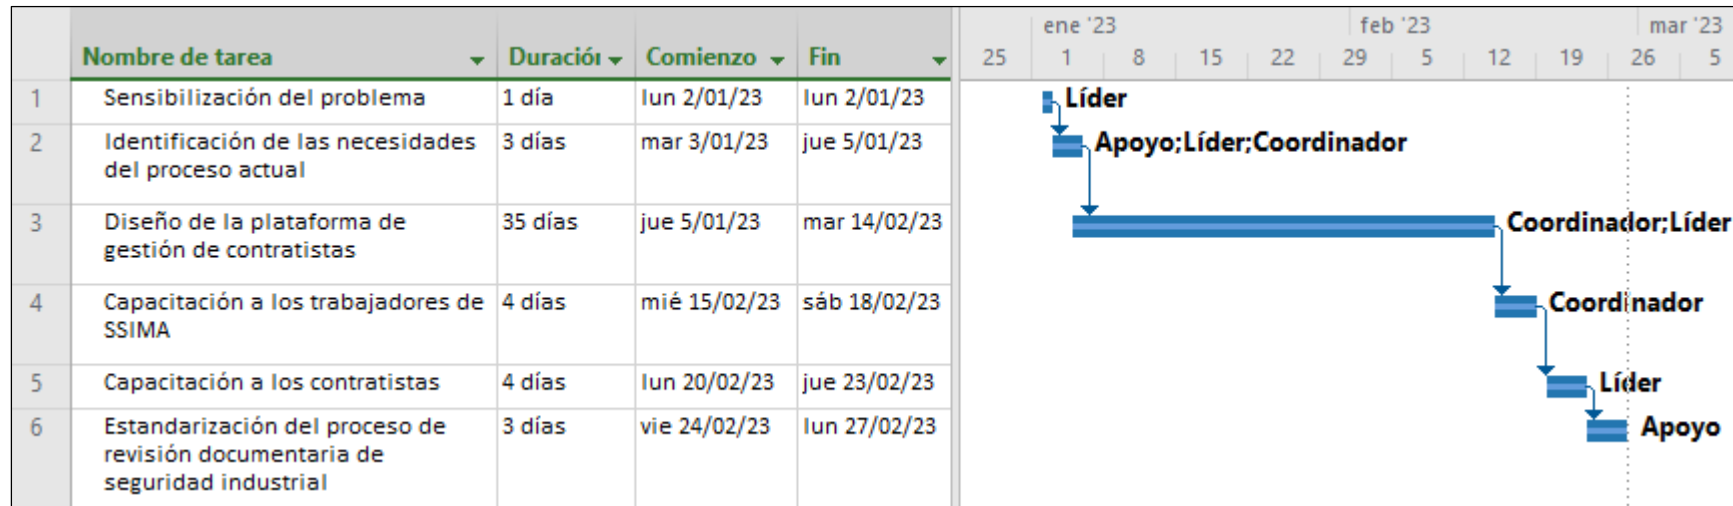 ene '23 feb '23 mar '23
Nombre de tarea Duración Comienzo Fin 25 1 8 15 22 29 5 12 19 26 5
1 Sensibilización del problema 1 día lun 2/01/23 lun 2/01/23 Líder
2 Identificación de las necesidades 3 días mar 3/01/23 jue 5/01/23 Apoyo;Líder;Coordinador
del proceso actual
3 Diseño de la plataforma de 35 días jue 5/01/23 mar 14/02/23 Coordinador;Líder
gestión de contratistas
4 Capacitación a los trabajadores de 4 días mié 15/02/23 sáb 18/02/23 Coordinador
SSIMA
5 Capacitación a los contratistas 4 días lun 20/02/23 jue 23/02/23 Líder
6 Estandarización del proceso de 3 días vie 24/02/23 lun 27/02/23 Apoyo
revisión documentaria de
seguridad industrial